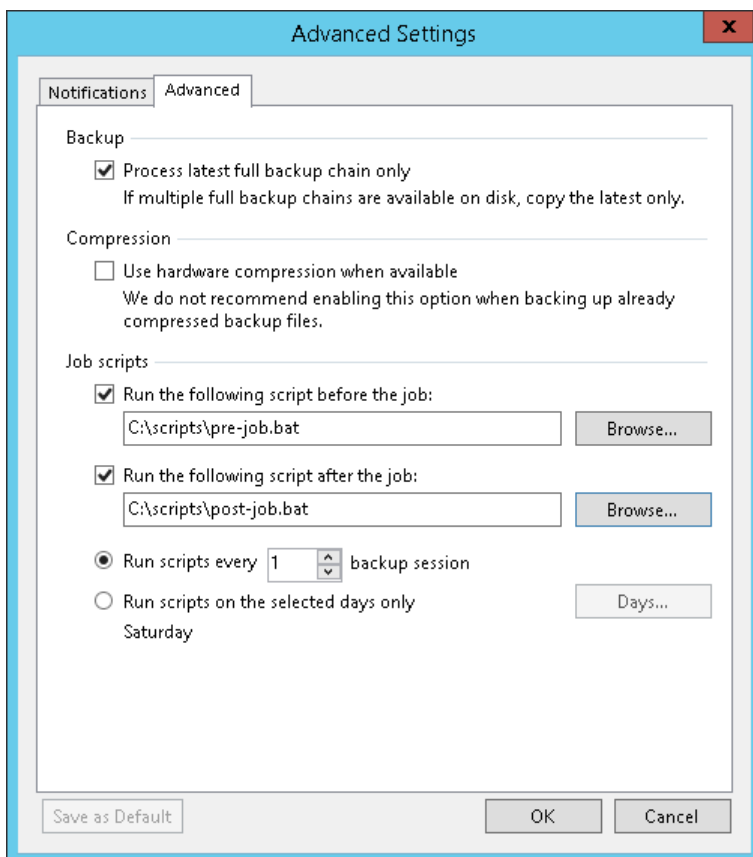 Advanced Settings
x
Notifications Advanced
Backup
Process latest full backup chain only
If multiple full backup chains are available on disk, copy the latest only.
Compression
Use hardware compression when available
We do not recommend enabling this option when backing up already
compressed backup files.
Job scripts
Run the following script before the job:
C:\scripts\pre-job.bat Browse...
Run the following script after the job:
C:\scripts\post-job.bat Browse...
Run scripts every 1 backup session
Run scripts on the selected days only Days...
Saturday
Save as Default OK Cancel